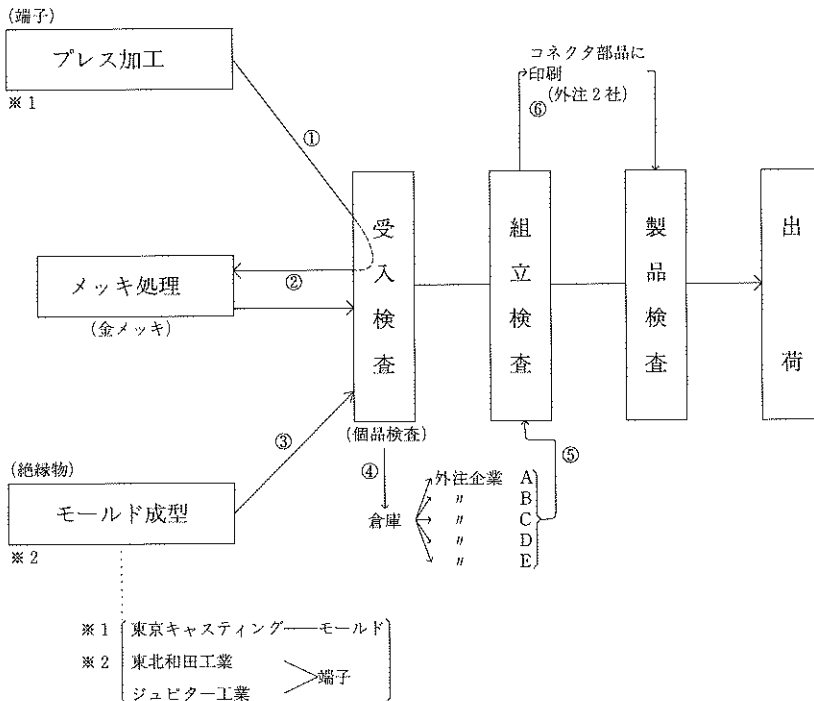 (端子)
プレス加工
※1
①
コネクタ部品に
印刷
(外注2社)
⑥
受入検査
組立検査
製品検査
出荷
②
メッキ処理
(金メッキ)
③
(個品検査)
④
⑤
(絶縁物)
モールド成型
※2
倉庫
外注企業 A
〃 B
〃 C
〃 D
〃 E
※1 東京キャスティング――モールド
※2 東北和田工業
端子
ジュピター工業